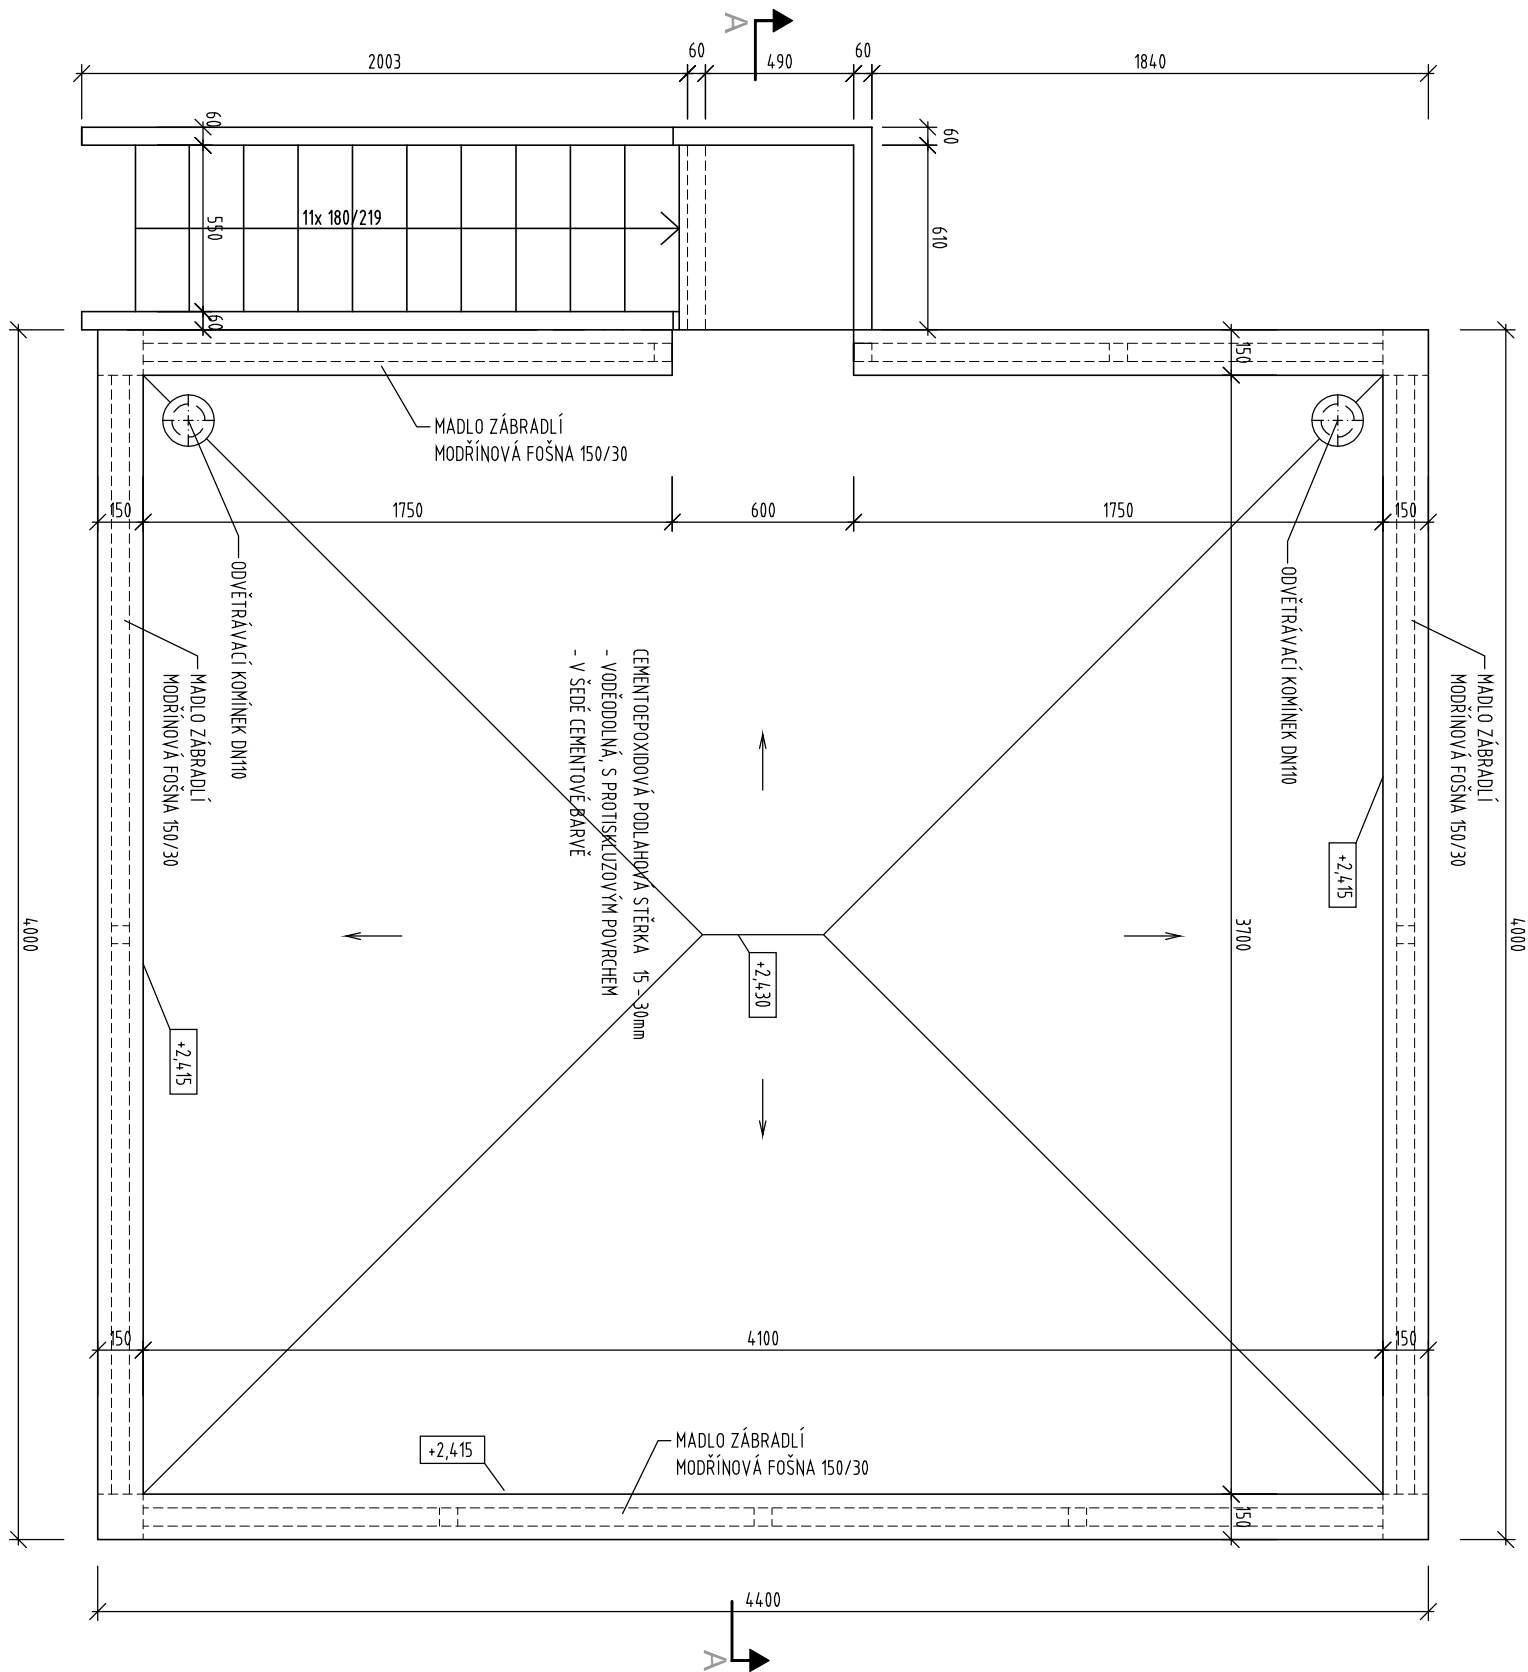 A
2003
60
490
60
1840
60
60
550
11x 180/219
610
60
150
MADLO ZÁBRADLÍ
MODŘÍNOVÁ FOŠNA 150/30
150
1750
600
1750
150
ODVĚTRÁVACÍ KOMÍNEK DN110
ODVĚTRÁVACÍ KOMÍNEK DN110
MADLO ZÁBRADLÍ
MODŘÍNOVÁ FOŠNA 150/30
MADLO ZÁBRADLÍ
MODŘÍNOVÁ FOŠNA 150/30
CEMENTOEPOXIDOVÁ PODLAHOVÁ STĚRKA 15 - 30mm
- VODĚODOLNÁ, S PROTISKLUZOVÝM POVRCHEM
- V ŠEDÉ CEMENTOVÉ BARVĚ
+2,415
4000
3700
4000
+2,430
+2,415
150
4100
150
+2,415
MADLO ZÁBRADLÍ
MODŘÍNOVÁ FOŠNA 150/30
150
4400
A